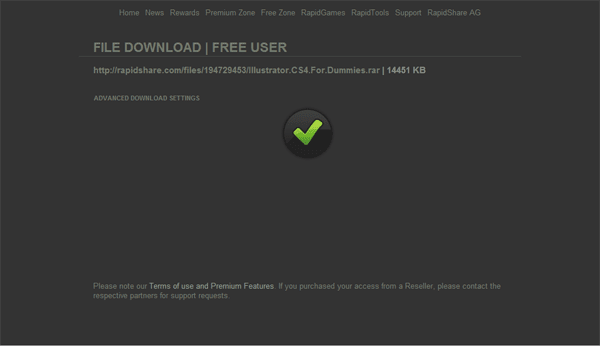 Home News Rewards Premium Zone Free Zone RapidGames RapidTools Support RapidShare AG
FILE DOWNLOAD | FREE USER
http://rapidshare.com/files/194729453/Illustrator.CS4.For.Dummies.rar | 14451 KB
ADVANCED DOWNLOAD SETTINGS
Please note our Terms of use and Premium Features. If you purchased your access from a Reseller, please contact the
respective partners for support requests.